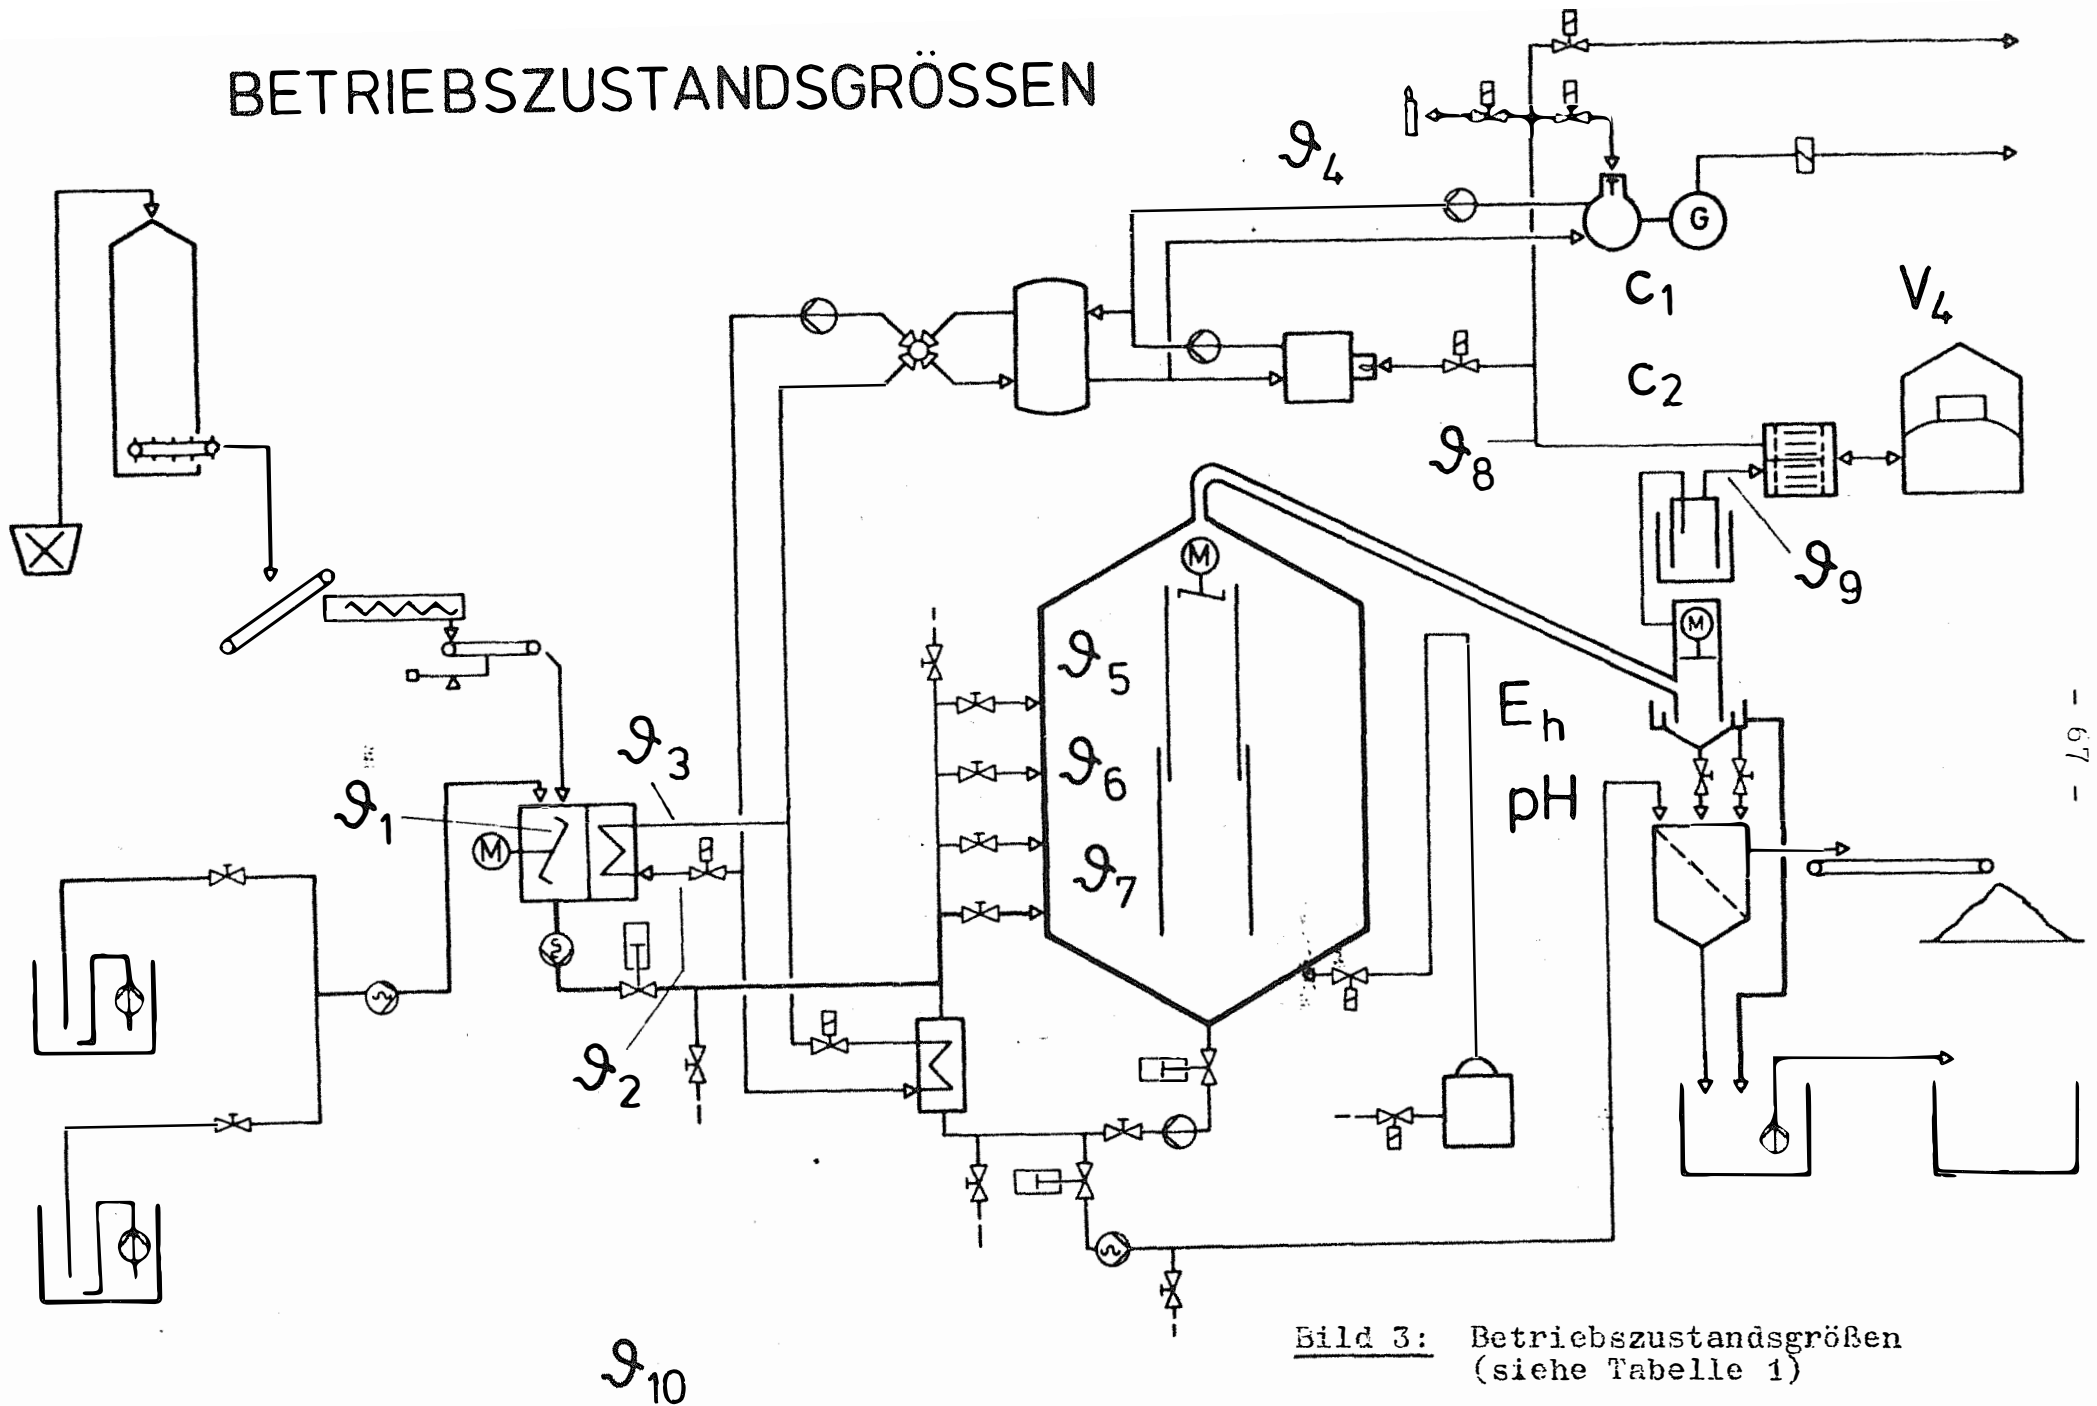 BETRIEBSZUSTANDSGRÖSSEN
ϑ4
G
C1
V4
C2
ϑ8
M
ϑ9
M
ϑ5
Eh
ϑ3
ϑ6
pH
- 67 -
ϑ1
M
ϑ7
ϑ2
Bild 3: Betriebszustandsgrößen
(siehe Tabelle 1)
ϑ10